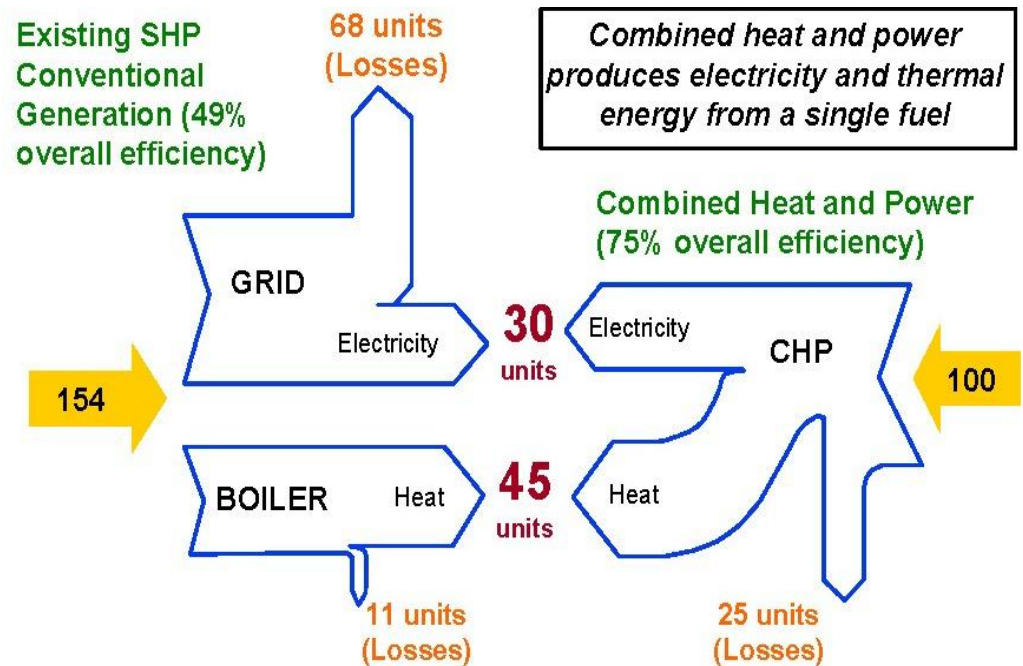 Existing SHP
Conventional
Generation (49%
overall efficiency)
68 units
(Losses)
Combined heat and power
produces electricity and thermal
energy from a single fuel
Combined Heat and Power
(75% overall efficiency)
GRID
Electricity
30
units
Electricity
CHP
154
100
BOILER
Heat
45
units
Heat
11 units
(Losses)
25 units
(Losses)